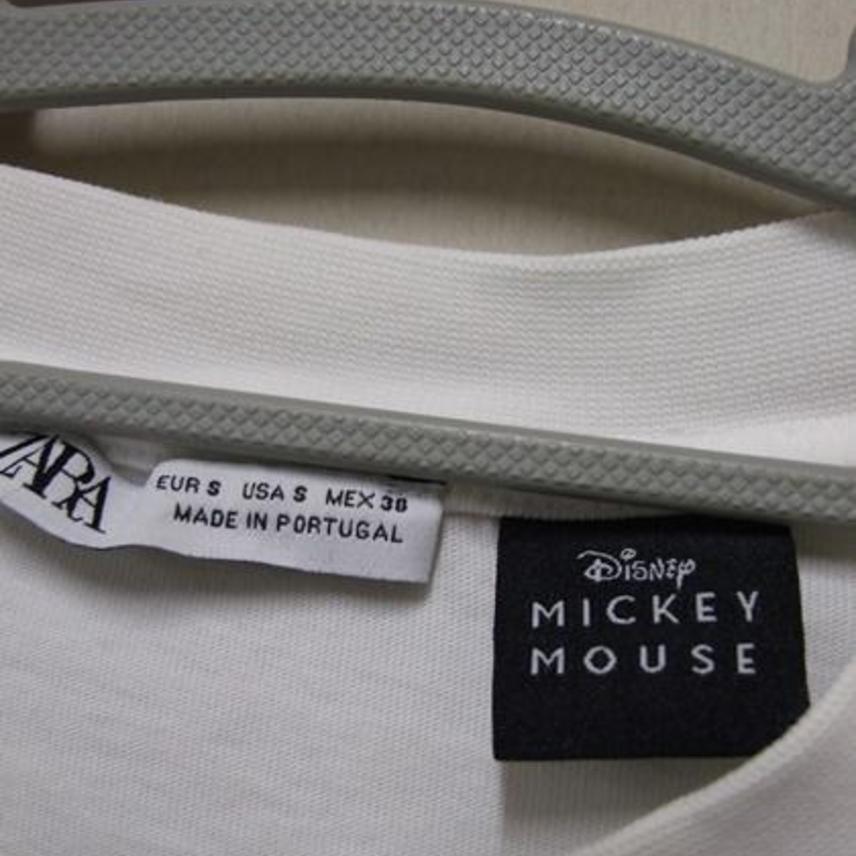 ZARA
EUR S USA S MEX 38
MADE IN PORTUGAL
Disney
MICKEY
MOUSE